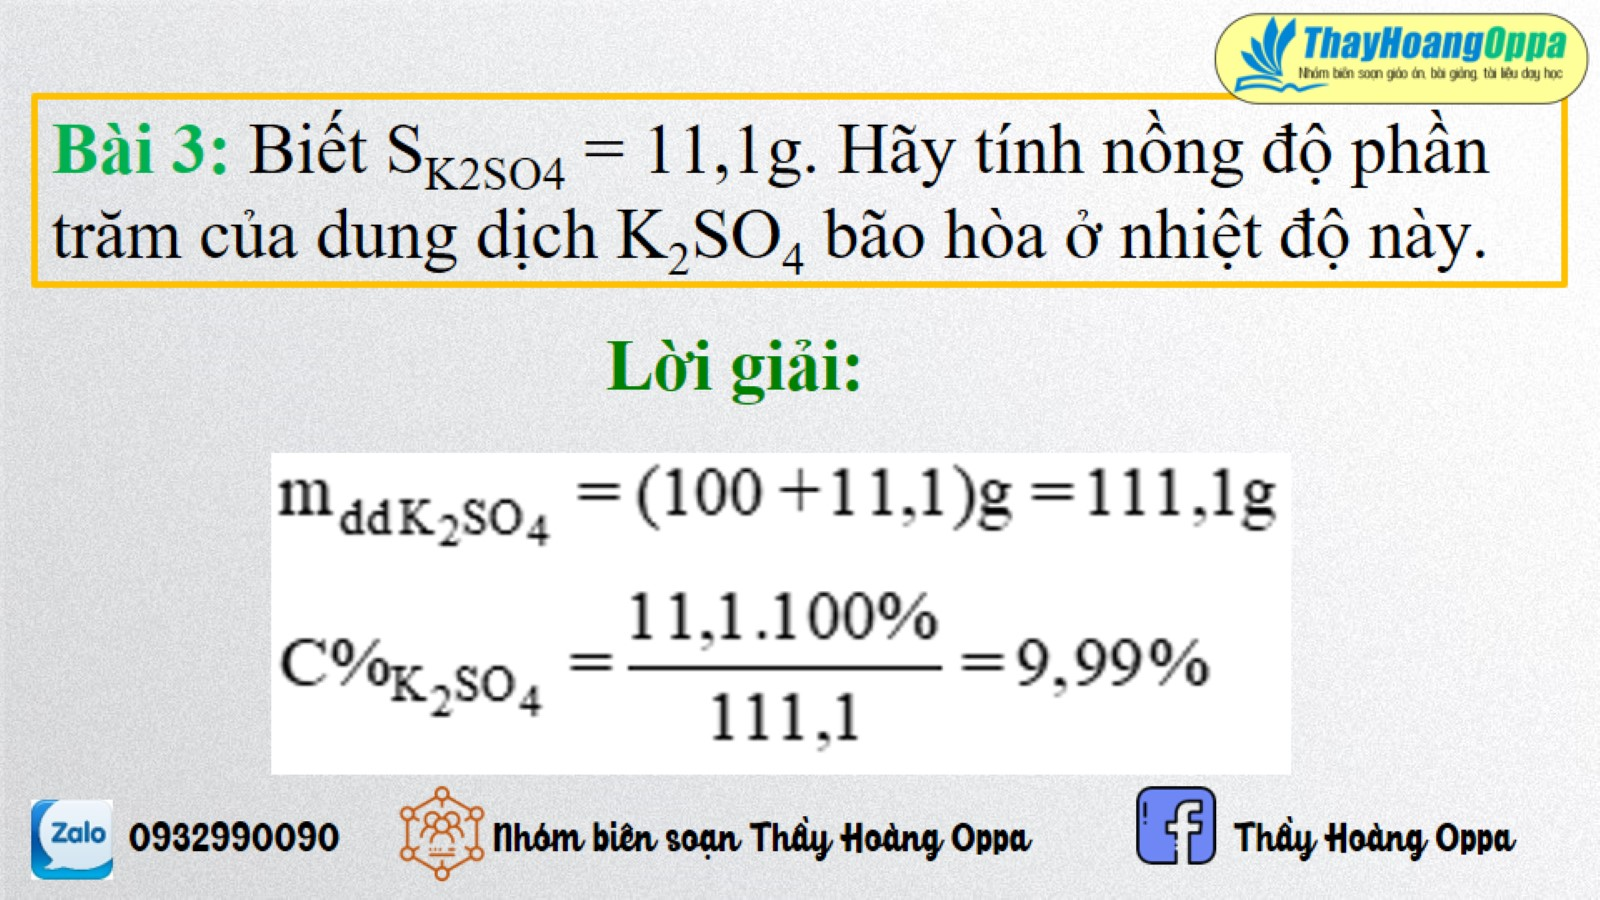 ThayHoangOppa
Nhóm biên soạn giáo án, bài giảng, tài liệu dạy học
Bài 3: Biết S_K2SO4 = 11,1g. Hãy tính nồng độ phần
trăm của dung dịch K₂SO₄ bão hòa ở nhiệt độ này.
Lời giải:
m_ddK₂SO₄ = (100 + 11,1)g = 111,1g
C%_K₂SO₄ = 11,1.100% / 111,1 = 9,99%
Zalo 0932990090 Nhóm biên soạn Thầy Hoàng Oppa Thầy Hoàng Oppa